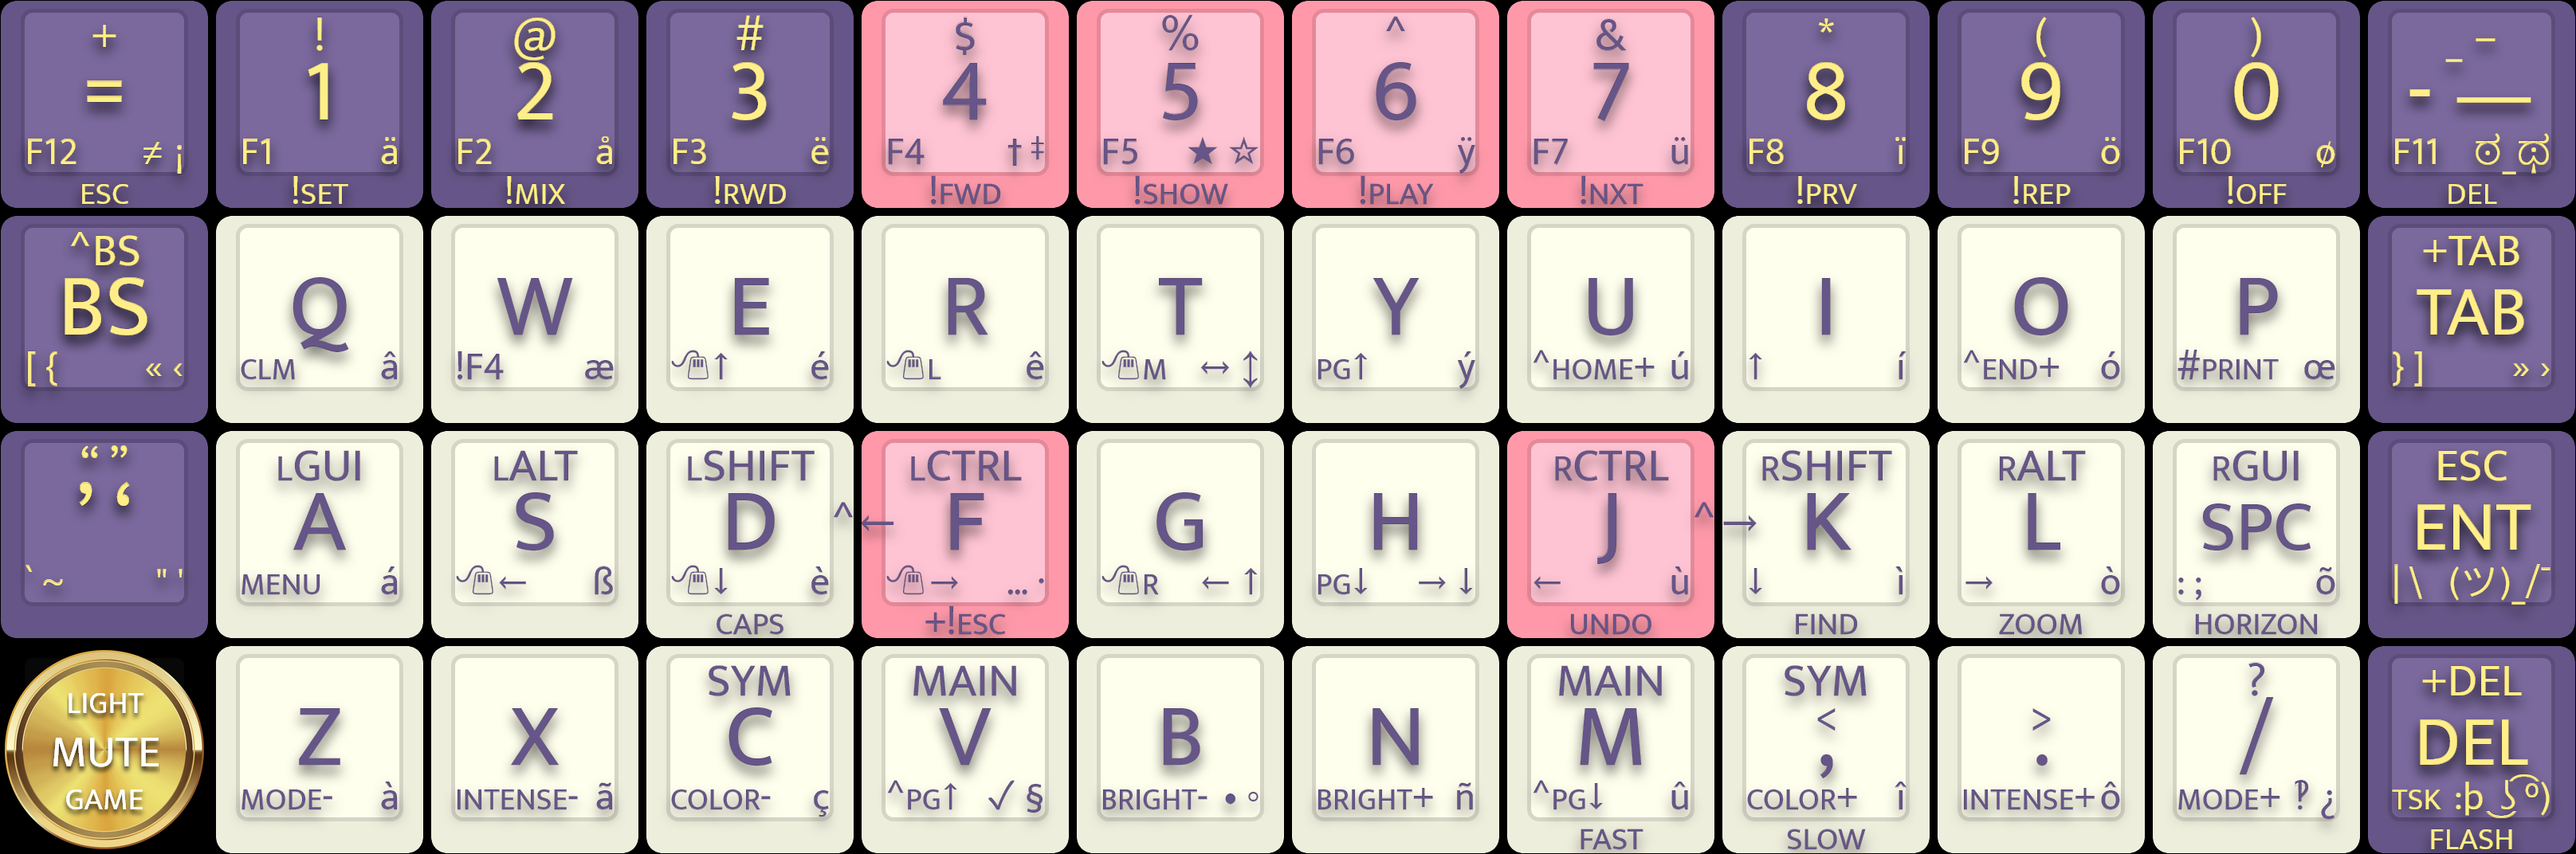 + ! @ # $ % ^ & * ( ) _ –
= 1 2 3 4 5 6 7 8 9 0 - —
F12 ≠ ¡ F1 ä F2 å F3 ë F4 † ‡ F5 ★ ☆ F6 ÿ F7 ü F8 ï F9 ö F10 ø F11 ಠ_ಥ
ESC !SET !MIX !RWD !FWD !SHOW !PLAY !NXT !PRV !REP !OFF DEL
^BS +TAB
BS Q W E R T Y U I O P TAB
[ { « ‹ CLM â !F4 æ ↑ é L ê M ↔ ↕ PG↑ ý ^HOME+ ú ↑ í ^END+ ó #PRINT œ } ] » ›
“ ” LGUI LALT LSHIFT LCTRL RCTRL RSHIFT RALT RGUI ESC
’ ‘ A S D ^← F G H J ^→ K L SPC ENT
` ~ " ' MENU á ← ß ↓ è → … · R ← ↑ PG↓ → ↓ ← ù ↓ ì → ò : ; õ | \ (ツ)_/¯
CAPS +!ESC UNDO FIND ZOOM HORIZON
LIGHT SYM MAIN MAIN SYM ? +DEL
MUTE Z X C V B N M < , > . / DEL
GAME MODE- à INTENSE- ã COLOR- ç ^PG↑ ✓ § BRIGHT- • ◦ BRIGHT+ ñ ^PG↓ û COLOR+ î INTENSE+ ô MODE+ ‽ ¿ TSK :þ ͜ʖ ͡º)
FAST SLOW FLASH